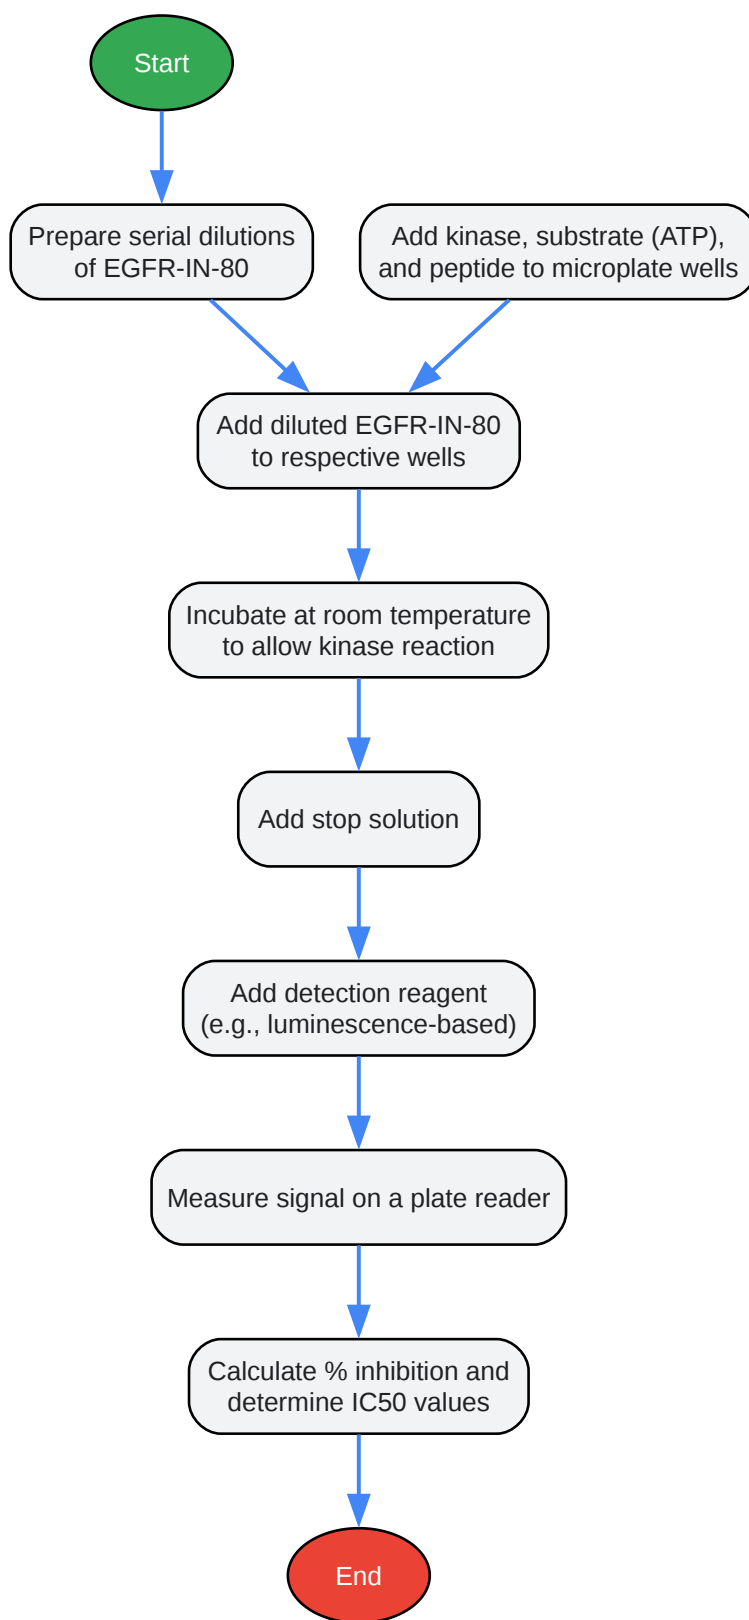 Start
Prepare serial dilutions
of EGFR-IN-80
Add kinase, substrate (ATP),
and peptide to microplate wells
Add diluted EGFR-IN-80
to respective wells
Incubate at room temperature
to allow kinase reaction
Add stop solution
Add detection reagent
(e.g., luminescence-based)
Measure signal on a plate reader
Calculate % inhibition and
determine IC50 values
End